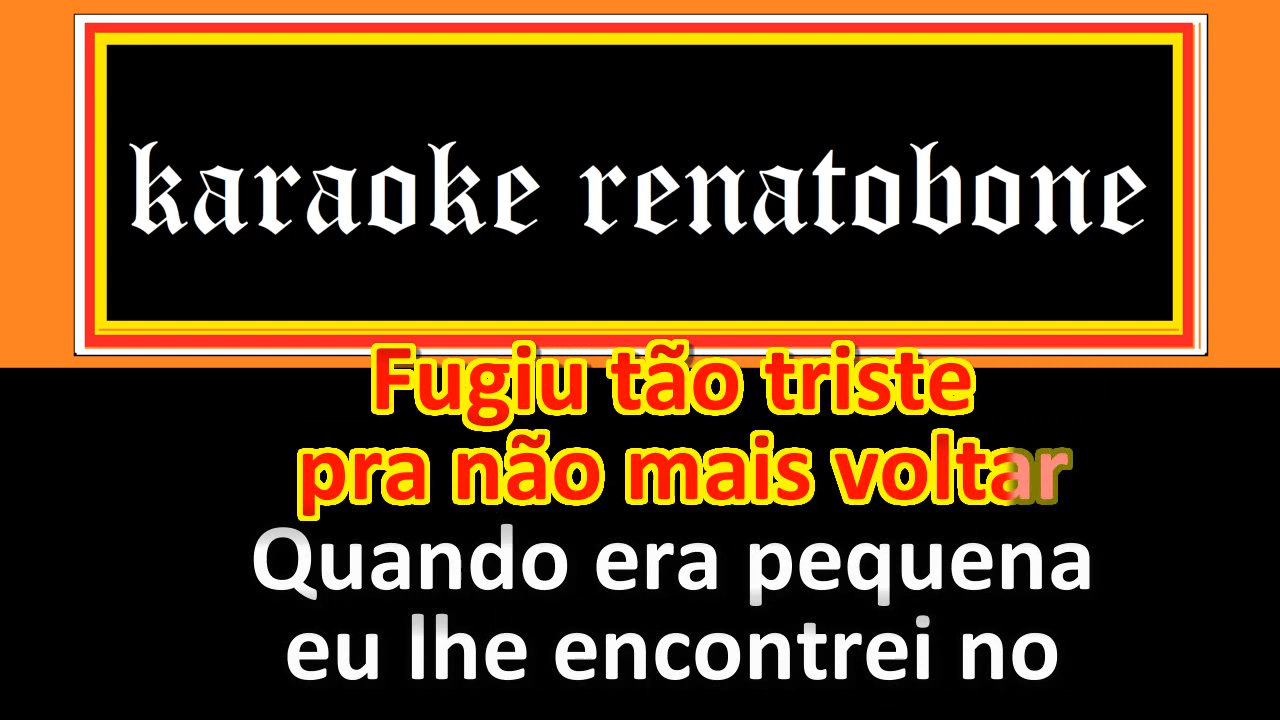 karaoke renatobone
Fugiu tão triste
pra não mais voltar
Quando era pequena
eu lhe encontrei no